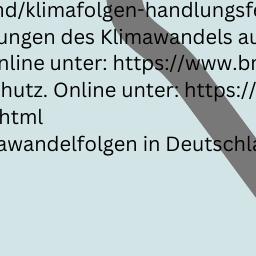 nd/klimafolgen-handlungsfe
ungen des Klimawandels au
nline unter: https://www.br
hutz. Online unter: https://
html
awandelfolgen in Deutschla